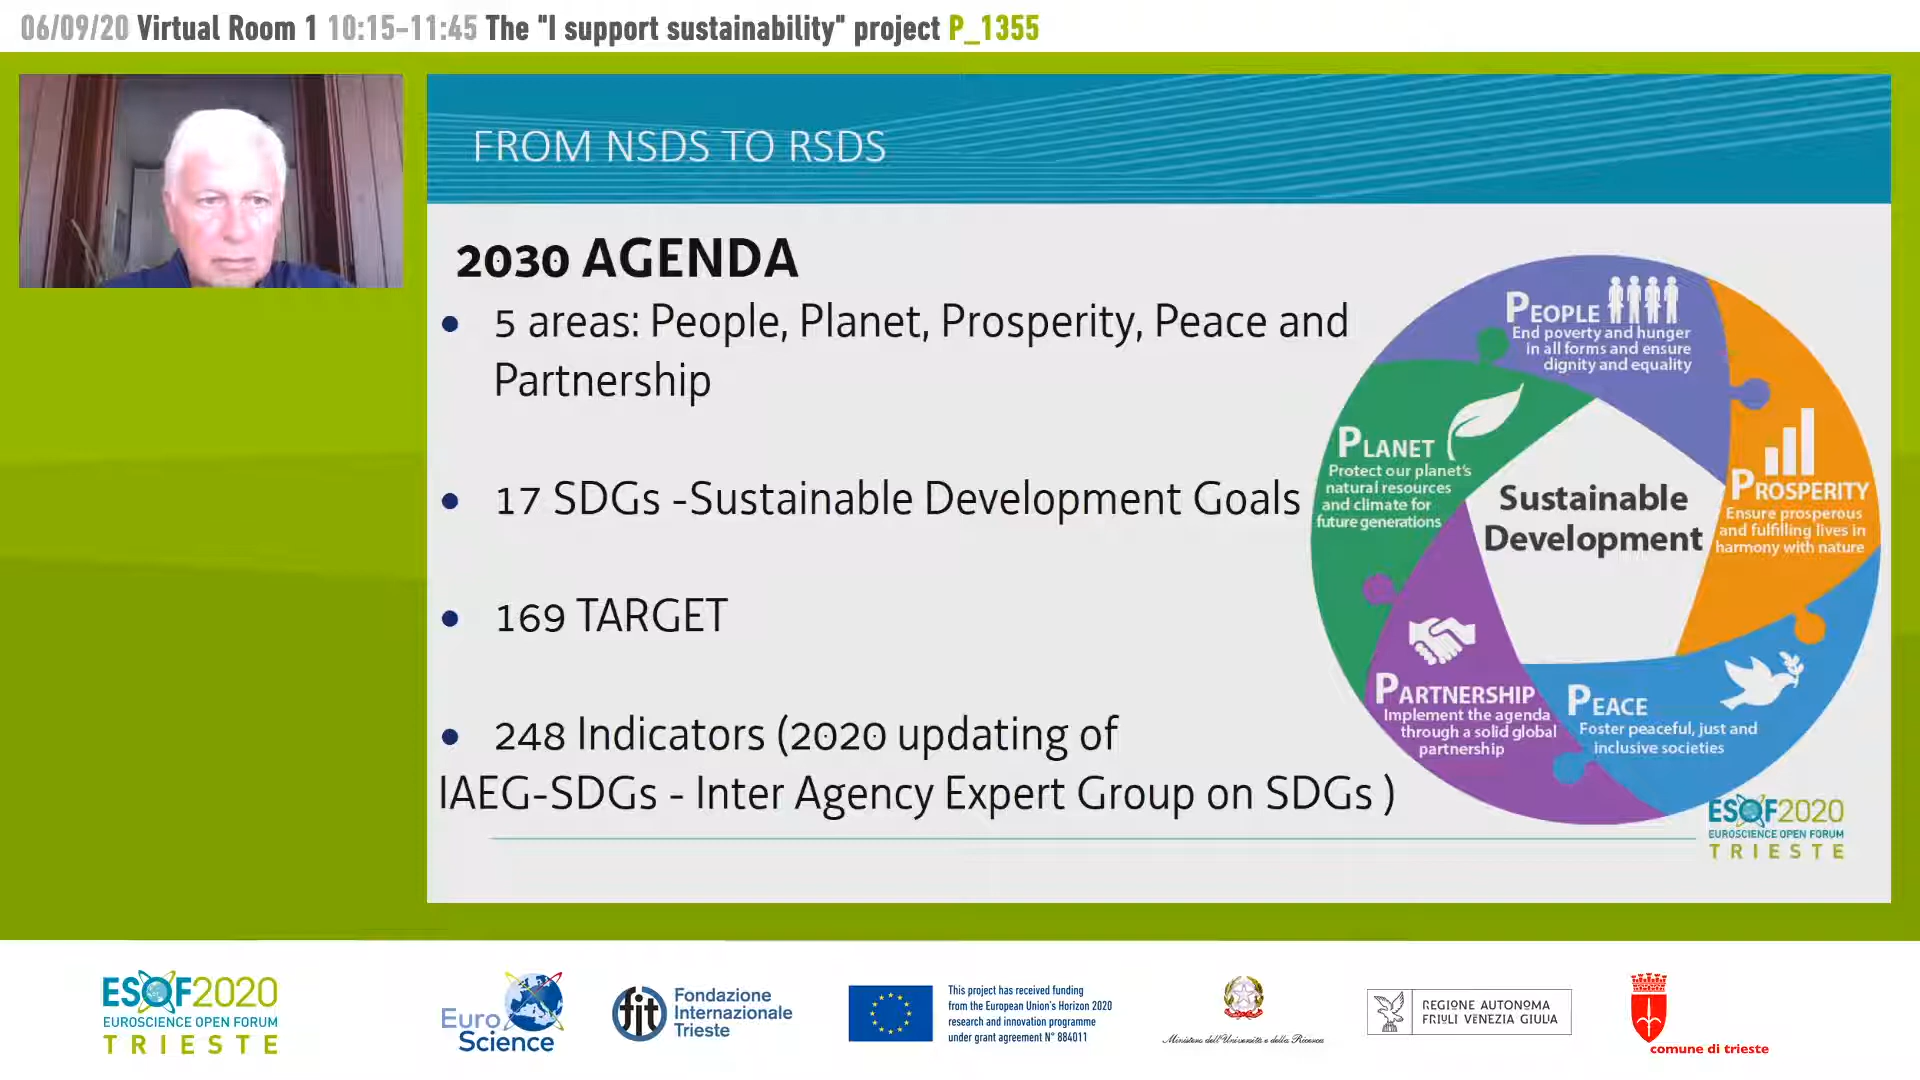 06/09/20 Virtual Room 1 10:15-11:45 The "I support sustainability" project P_1355
FROM NSDS TO RSDS
2030 AGENDA
• 5 areas: People, Planet, Prosperity, Peace and
Partnership
• 17 SDGs -Sustainable Development Goals
• 169 TARGET
• 248 Indicators (2020 updating of
IAEG-SDGs - Inter Agency Expert Group on SDGs )
PEOPLE
End poverty and hunger
in all forms and ensure
dignity and equality
PLANET
Protect our planet's
natural resources
and climate for
future generations
PROSPERITY
Ensure prosperous
and fulfilling lives in
harmony with nature
Sustainable
Development
PARTNERSHIP
Implement the agenda
through a solid global
partnership
PEACE
Foster peaceful, just and
inclusive societies
ESOF2020
EUROSCIENCE OPEN FORUM
TRIESTE
ESOF2020
EUROSCIENCE OPEN FORUM
TRIESTE
Euro
Science
fit
Fondazione
Internazionale
Trieste
This project has received funding
from the European Union's Horizon 2020
research and innovation programme
under grant agreement N° 884011
Ministero dell'Università e della Ricerca
REGIONE AUTONOMA
FRIULI VENEZIA GIULIA
comune di trieste